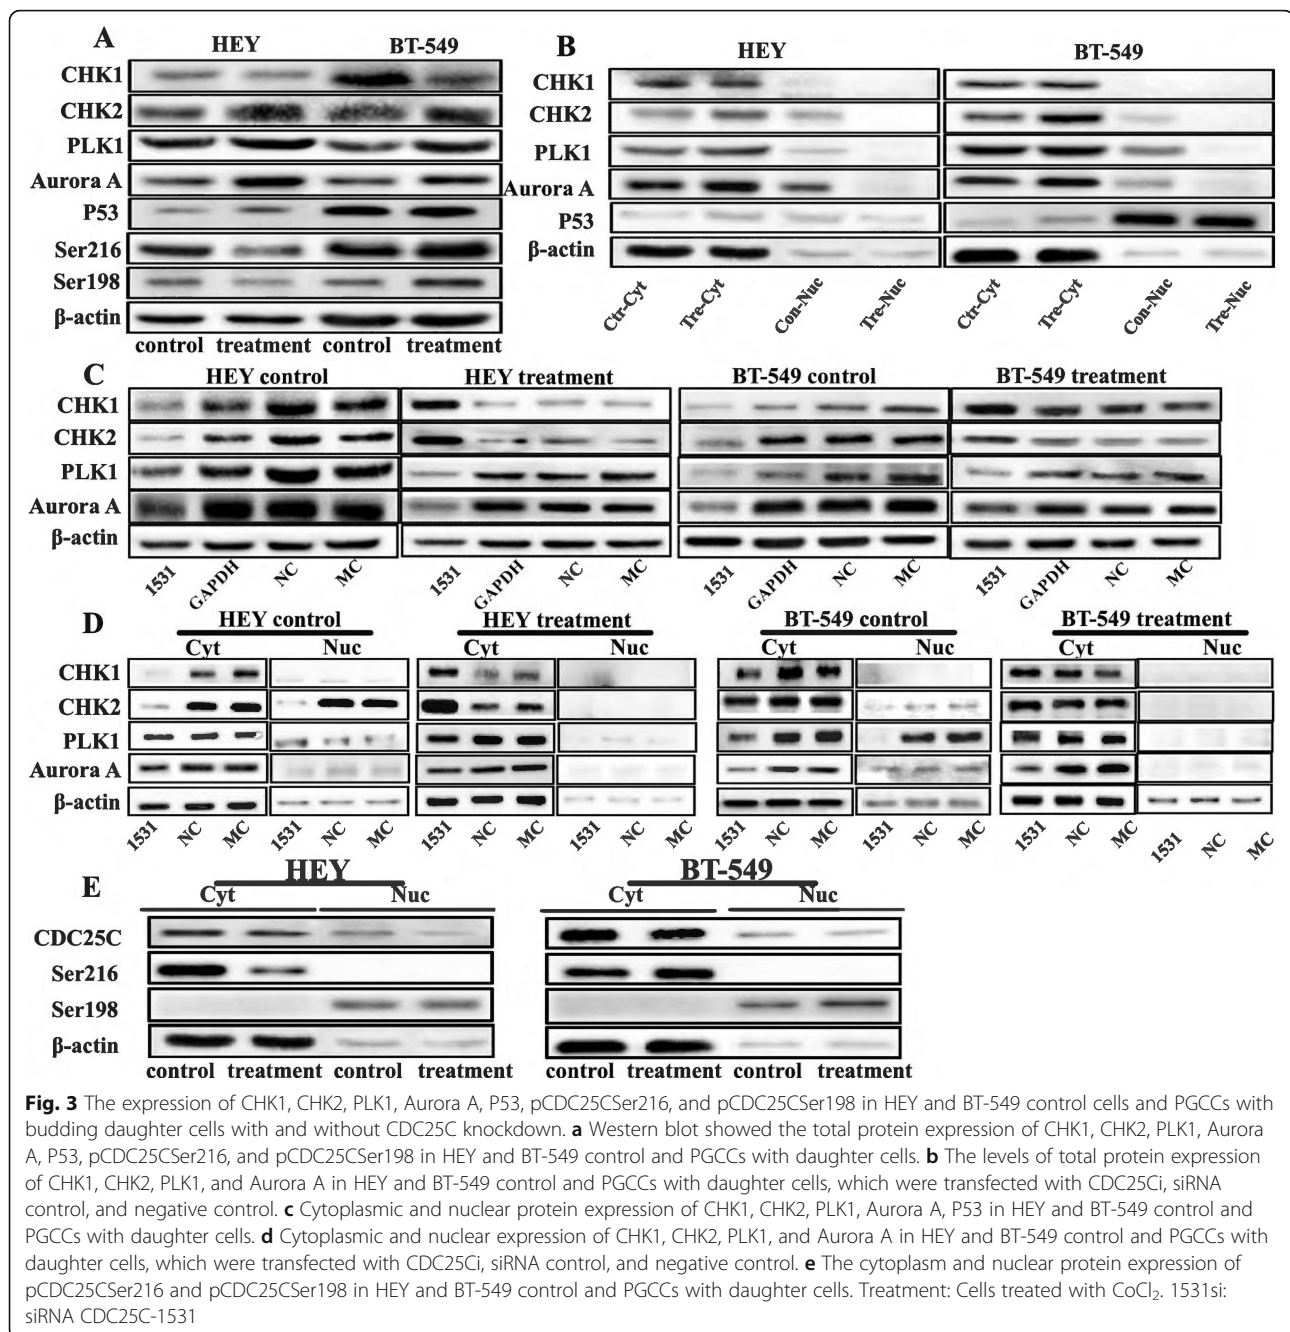 A
HEY BT-549
CHK1
CHK2
PLK1
Aurora A
P53
Ser216
Ser198
β-actin
control treatment control treatment
B
HEY BT-549
CHK1
CHK2
PLK1
Aurora A
P53
β-actin
Ctr-Cyt Tre-Cyt Con-Nuc Tre-Nuc Ctr-Cyt Tre-Cyt Con-Nuc Tre-Nuc
C
HEY control HEY treatment BT-549 control BT-549 treatment
CHK1
CHK2
PLK1
Aurora A
β-actin
1531 GAPDH NC MC 1531 GAPDH NC MC 1531 GAPDH NC MC 1531 GAPDH NC MC
D
HEY control HEY treatment BT-549 control BT-549 treatment
Cyt Nuc Cyt Nuc Cyt Nuc Cyt Nuc
CHK1
CHK2
PLK1
Aurora A
β-actin
1531 NC MC 1531 NC MC 1531 NC MC 1531 NC MC 1531 NC MC 1531 NC MC 1531 NC MC 1531 NC MC
E
HEY BT-549
Cyt Nuc Cyt Nuc
CDC25C
Ser216
Ser198
β-actin
control treatment control treatment control treatment control treatment
Fig. 3 The expression of CHK1, CHK2, PLK1, Aurora A, P53, pCDC25CSer216, and pCDC25CSer198 in HEY and BT-549 control cells and PGCCs with
budding daughter cells with and without CDC25C knockdown. a Western blot showed the total protein expression of CHK1, CHK2, PLK1, Aurora
A, P53, pCDC25CSer216, and pCDC25CSer198 in HEY and BT-549 control and PGCCs with daughter cells. b The levels of total protein expression
of CHK1, CHK2, PLK1, and Aurora A in HEY and BT-549 control and PGCCs with daughter cells, which were transfected with CDC25Ci, siRNA
control, and negative control. c Cytoplasmic and nuclear protein expression of CHK1, CHK2, PLK1, Aurora A, P53 in HEY and BT-549 control and
PGCCs with daughter cells. d Cytoplasmic and nuclear expression of CHK1, CHK2, PLK1, and Aurora A in HEY and BT-549 control and PGCCs with
daughter cells, which were transfected with CDC25Ci, siRNA control, and negative control. e The cytoplasm and nuclear protein expression of
pCDC25CSer216 and pCDC25CSer198 in HEY and BT-549 control and PGCCs with daughter cells. Treatment: Cells treated with CoCl₂. 1531si:
siRNA CDC25C-1531